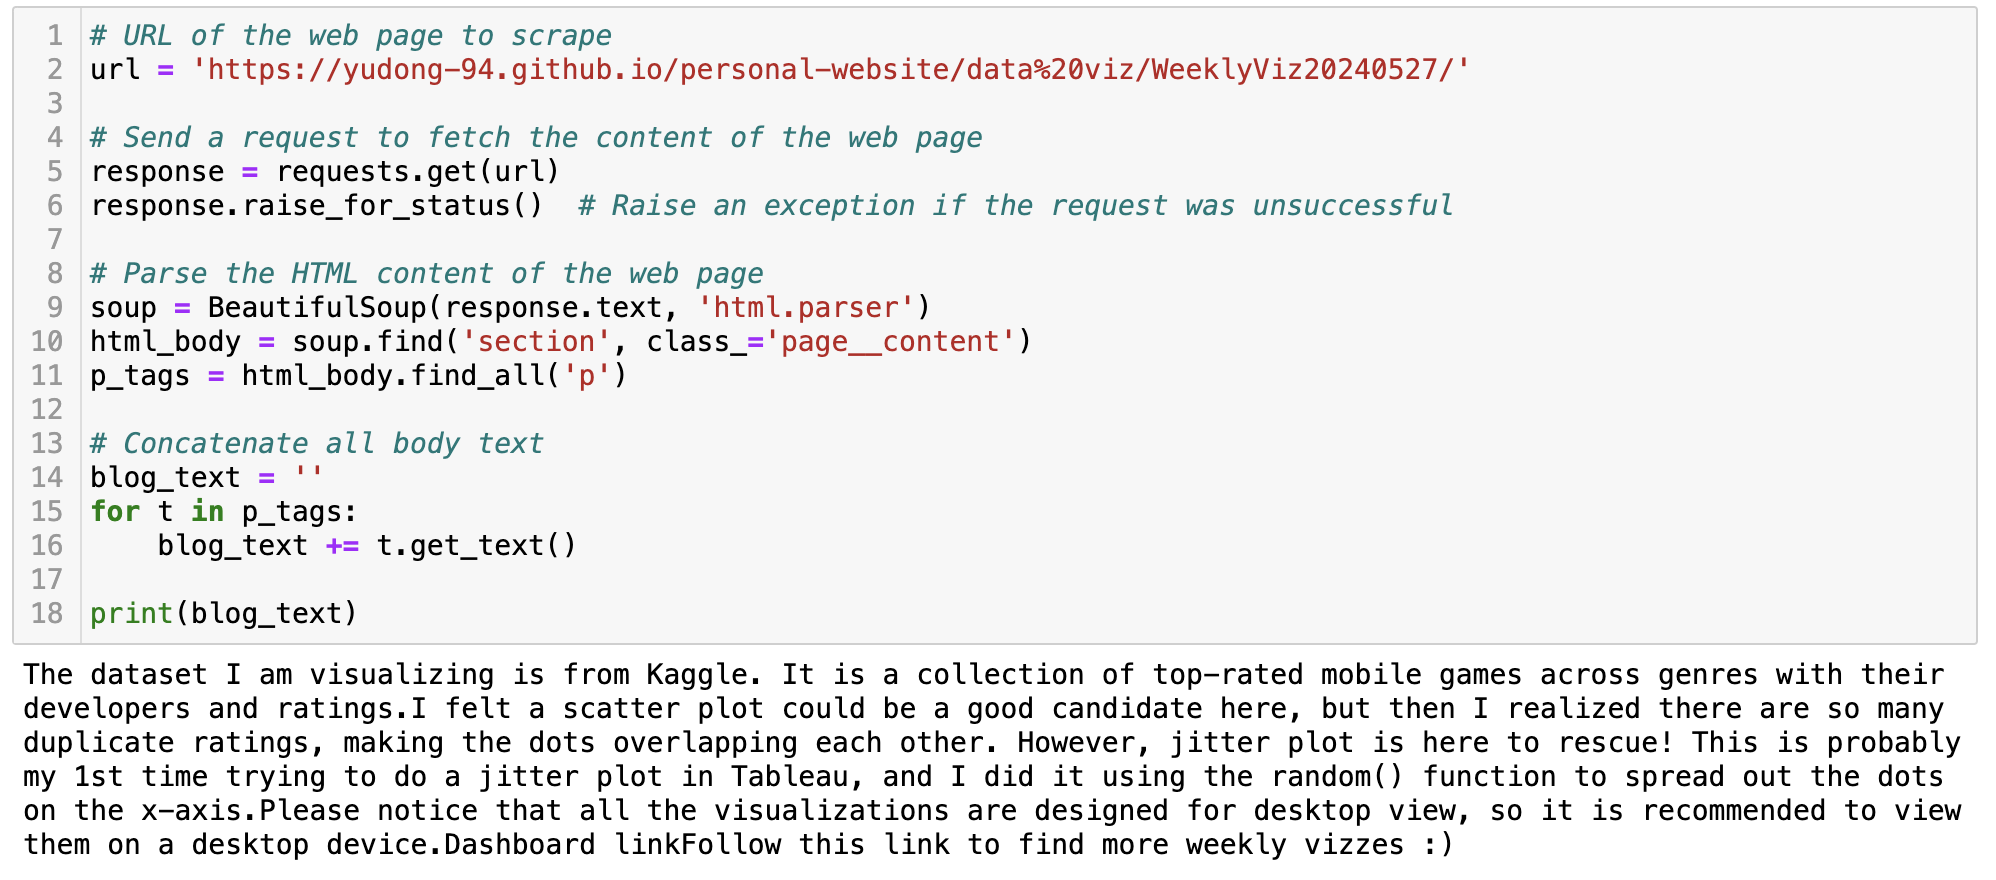 1 # URL of the web page to scrape
2 url = 'https://yudong-94.github.io/personal-website/data%20viz/WeeklyViz20240527/'
3
4 # Send a request to fetch the content of the web page
5 response = requests.get(url)
6 response.raise_for_status()  # Raise an exception if the request was unsuccessful
7
8 # Parse the HTML content of the web page
9 soup = BeautifulSoup(response.text, 'html.parser')
10 html_body = soup.find('section', class_='page__content')
11 p_tags = html_body.find_all('p')
12
13 # Concatenate all body text
14 blog_text = ''
15 for t in p_tags:
16     blog_text += t.get_text()
17
18 print(blog_text)
The dataset I am visualizing is from Kaggle. It is a collection of top-rated mobile games across genres with their
developers and ratings.I felt a scatter plot could be a good candidate here, but then I realized there are so many
duplicate ratings, making the dots overlapping each other. However, jitter plot is here to rescue! This is probably
my 1st time trying to do a jitter plot in Tableau, and I did it using the random() function to spread out the dots
on the x-axis.Please notice that all the visualizations are designed for desktop view, so it is recommended to view
them on a desktop device.Dashboard linkFollow this link to find more weekly vizzes :)